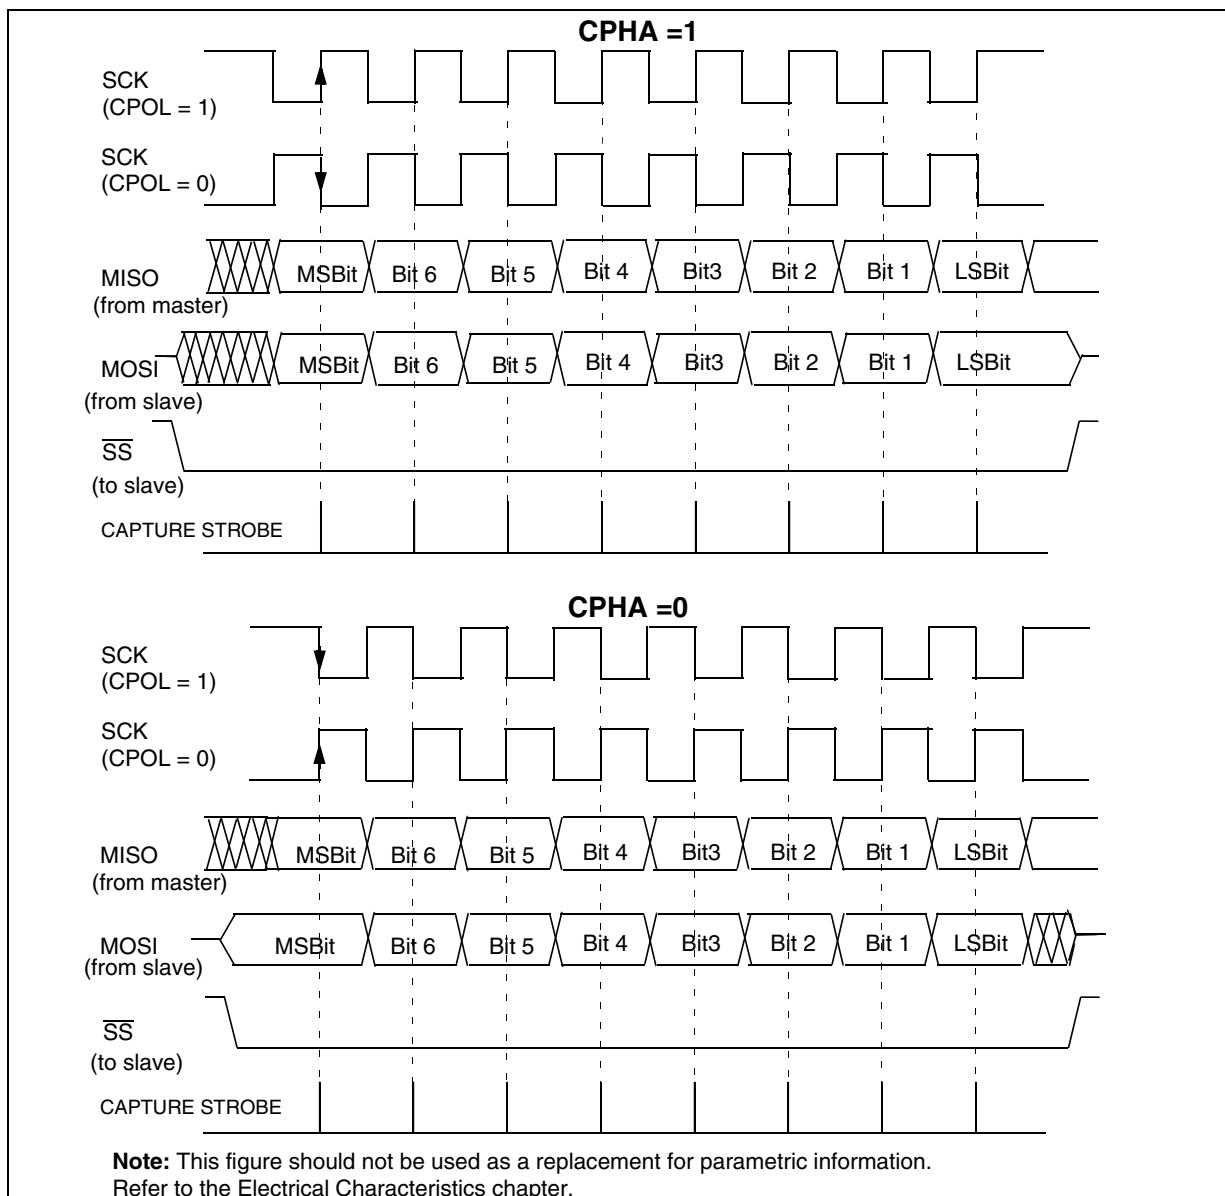 CPHA =1
SCK
(CPOL = 1)
SCK
(CPOL = 0)
MISO
(from master)
MSBit Bit 6 Bit 5 Bit 4 Bit3 Bit 2 Bit 1 LSBit
MOSI
(from slave)
MSBit Bit 6 Bit 5 Bit 4 Bit3 Bit 2 Bit 1 LSBit
SS
(to slave)
CAPTURE STROBE
CPHA =0
SCK
(CPOL = 1)
SCK
(CPOL = 0)
MISO
(from master)
MSBit Bit 6 Bit 5 Bit 4 Bit3 Bit 2 Bit 1 LSBit
MOSI
(from slave)
MSBit Bit 6 Bit 5 Bit 4 Bit3 Bit 2 Bit 1 LSBit
SS
(to slave)
CAPTURE STROBE
Note: This figure should not be used as a replacement for parametric information.
Refer to the Electrical Characteristics chapter.